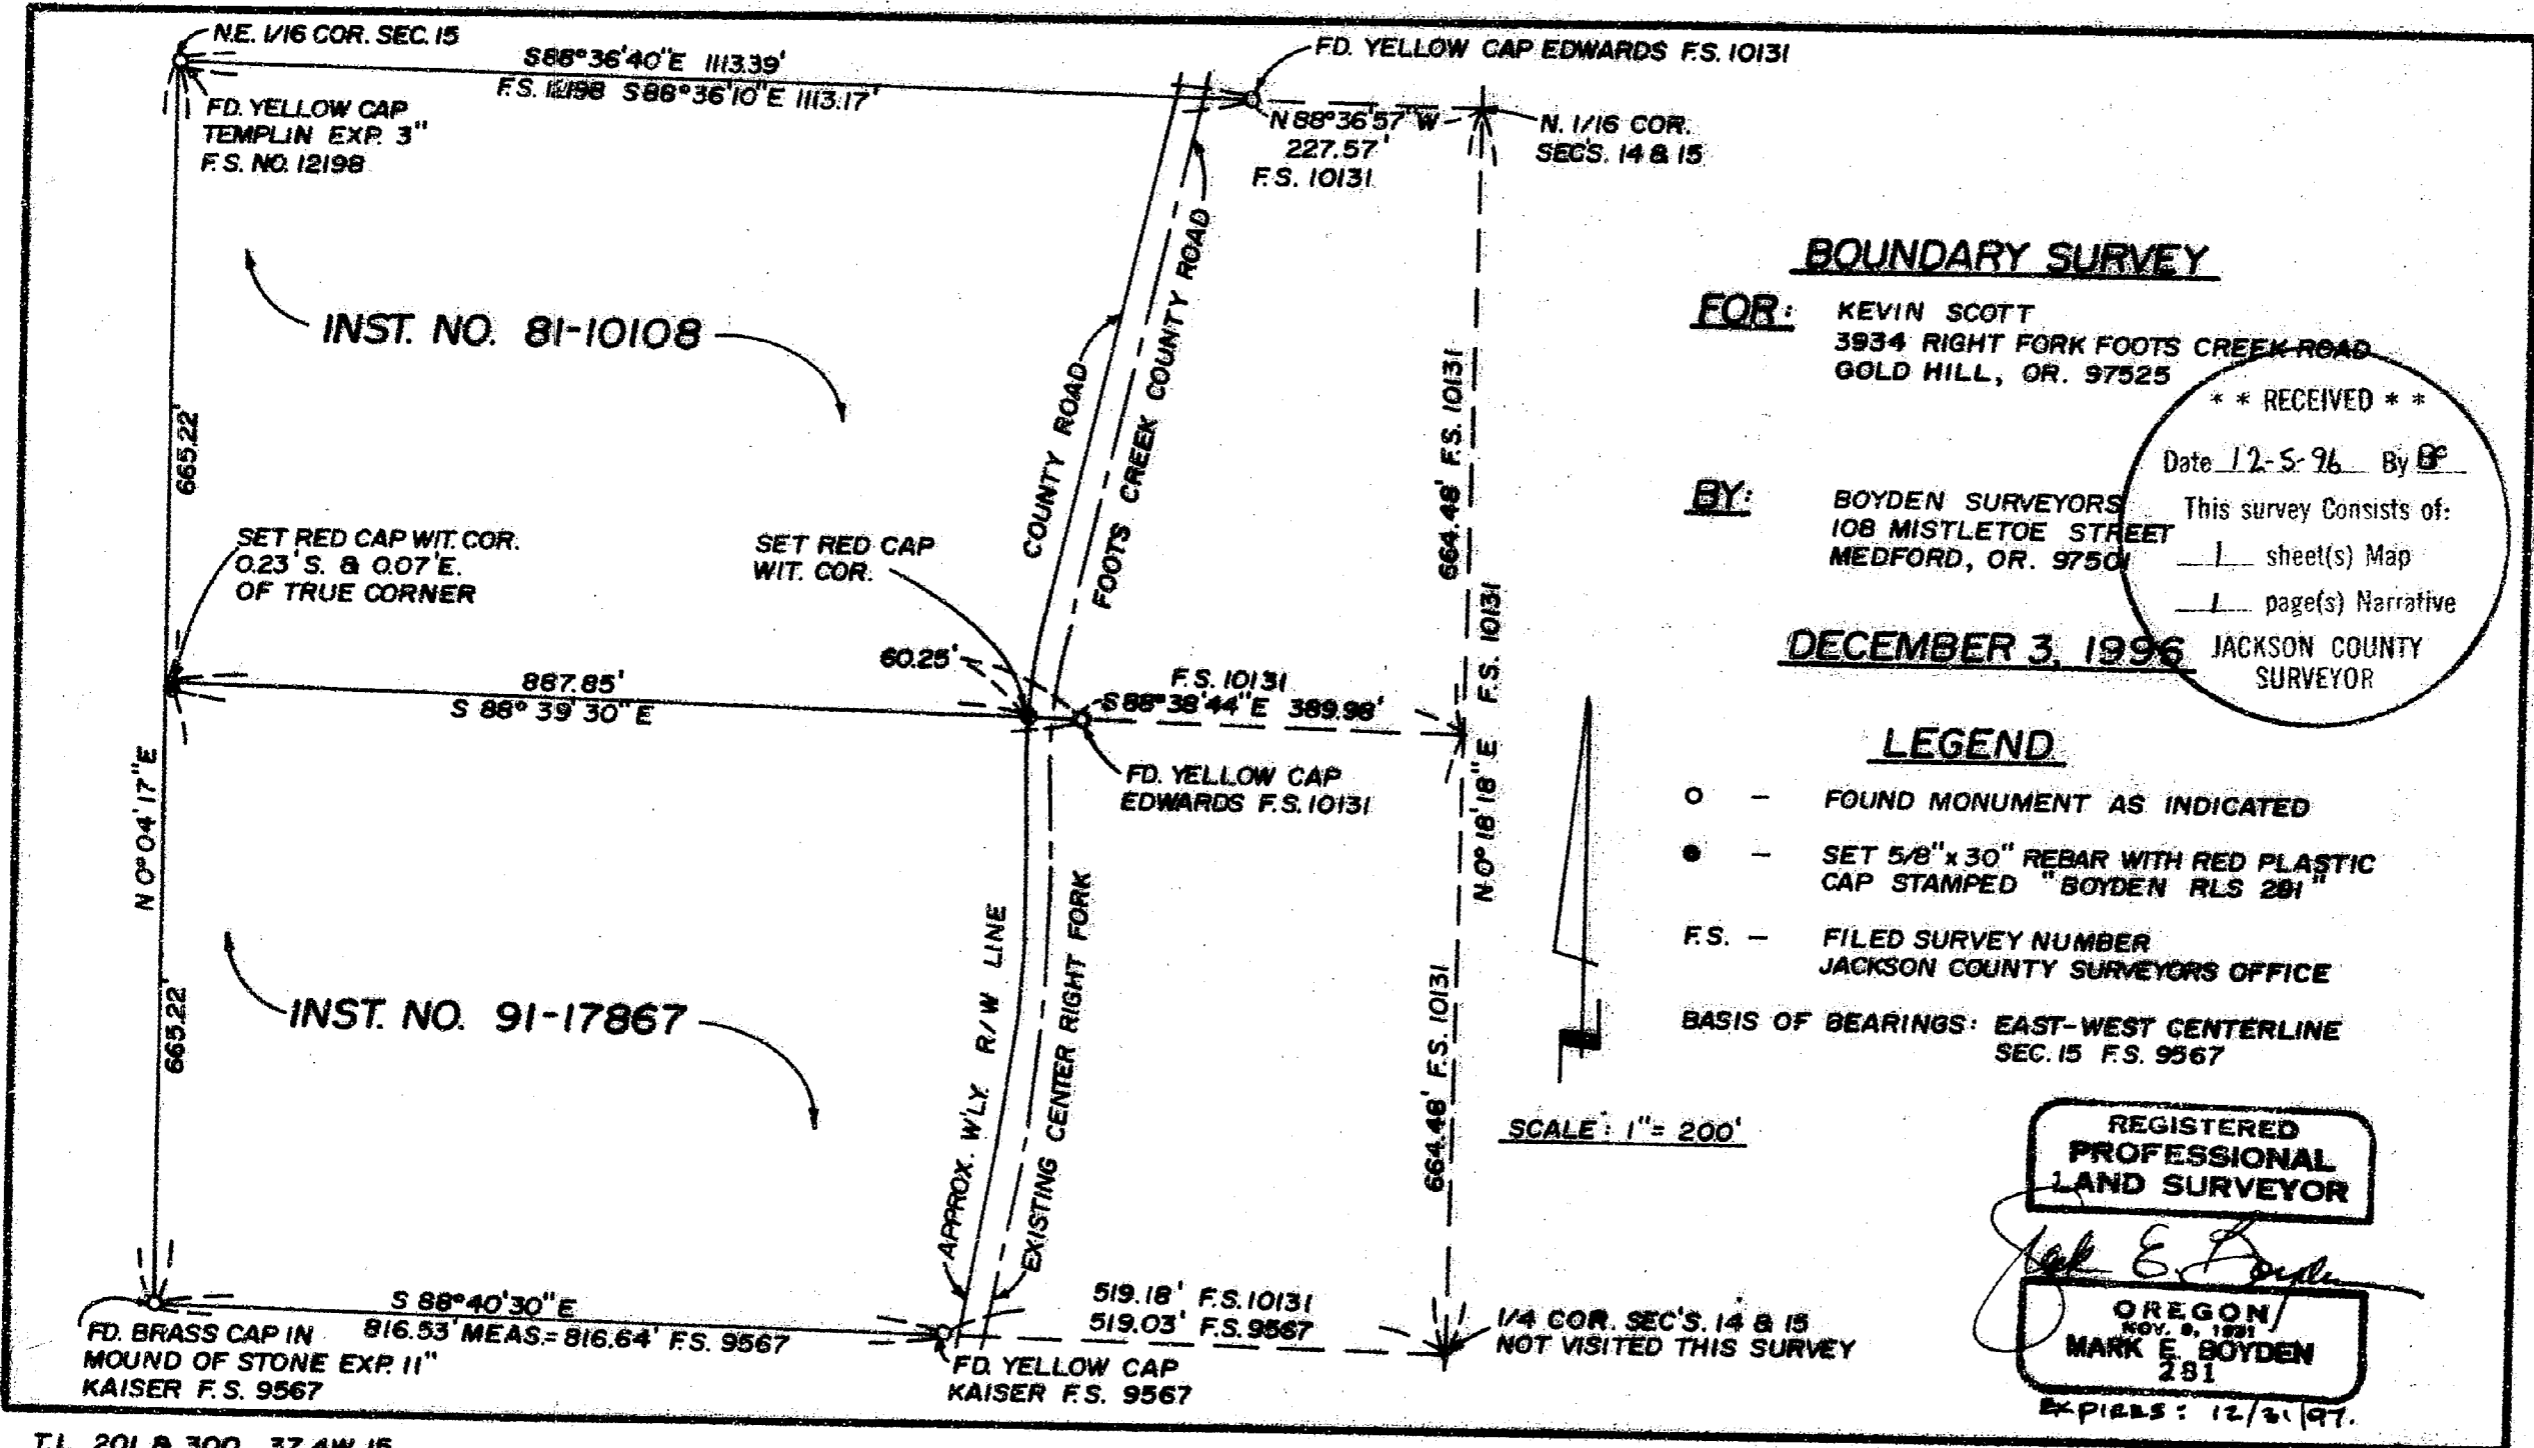 N.E. 1/16 COR. SEC. 15
S88°36'40"E 1113.39'
F.S. 12198 S88°36'10"E 1113.17'
FD. YELLOW CAP EDWARDS F.S. 10131
FD. YELLOW CAP
TEMPLIN EXP. 3"
F.S. NO. 12198
N88°36'57"W
227.57'
F.S. 10131
N. 1/16 COR.
SEC'S. 14 & 15
INST. NO. 81-10108
COUNTY ROAD
FOOTS CREEK COUNTY ROAD
665.22'
664.48' F.S. 10131
SET RED CAP WIT. COR.
0.23' S. & 0.07' E.
OF TRUE CORNER
SET RED CAP
WIT. COR.
60.25'
887.85'
S 88° 39' 30" E
F.S. 10131
S88°38'44"E 389.98'
FD. YELLOW CAP
EDWARDS F.S. 10131
N 0° 04' 17" E
N 0° 18' 18" E F.S. 10131
INST. NO. 91-17867
665.22'
APPROX. W'LY. R/W LINE
EXISTING CENTER RIGHT FORK
664.48' F.S. 10131
S 88°40'30"E
816.53' MEAS.= 816.64' F.S. 9567
FD. BRASS CAP IN
MOUND OF STONE EXP. 11"
KAISER F.S. 9567
FD. YELLOW CAP
KAISER F.S. 9567
519.18' F.S. 10131
519.03' F.S. 9567
1/4 COR. SEC'S. 14 & 15
NOT VISITED THIS SURVEY
BOUNDARY SURVEY
FOR: KEVIN SCOTT
3934 RIGHT FORK FOOTS CREEK ROAD
GOLD HILL, OR. 97525
BY: BOYDEN SURVEYORS
108 MISTLETOE STREET
MEDFORD, OR. 97501
DECEMBER 3, 1996
* * RECEIVED * *
Date 12-5-96 By
This survey Consists of:
1 sheet(s) Map
1 page(s) Narrative
JACKSON COUNTY
SURVEYOR
LEGEND
O - FOUND MONUMENT AS INDICATED
● - SET 5/8" x 30" REBAR WITH RED PLASTIC
CAP STAMPED "BOYDEN RLS 281"
F.S. - FILED SURVEY NUMBER
JACKSON COUNTY SURVEYORS OFFICE
BASIS OF BEARINGS: EAST-WEST CENTERLINE
SEC. 15 F.S. 9567
SCALE: 1" = 200'
REGISTERED
PROFESSIONAL
LAND SURVEYOR
OREGON
MARK E. BOYDEN
281
EXPIRES: 12/31/97.
T.L. 201 & 300 37 4W 15